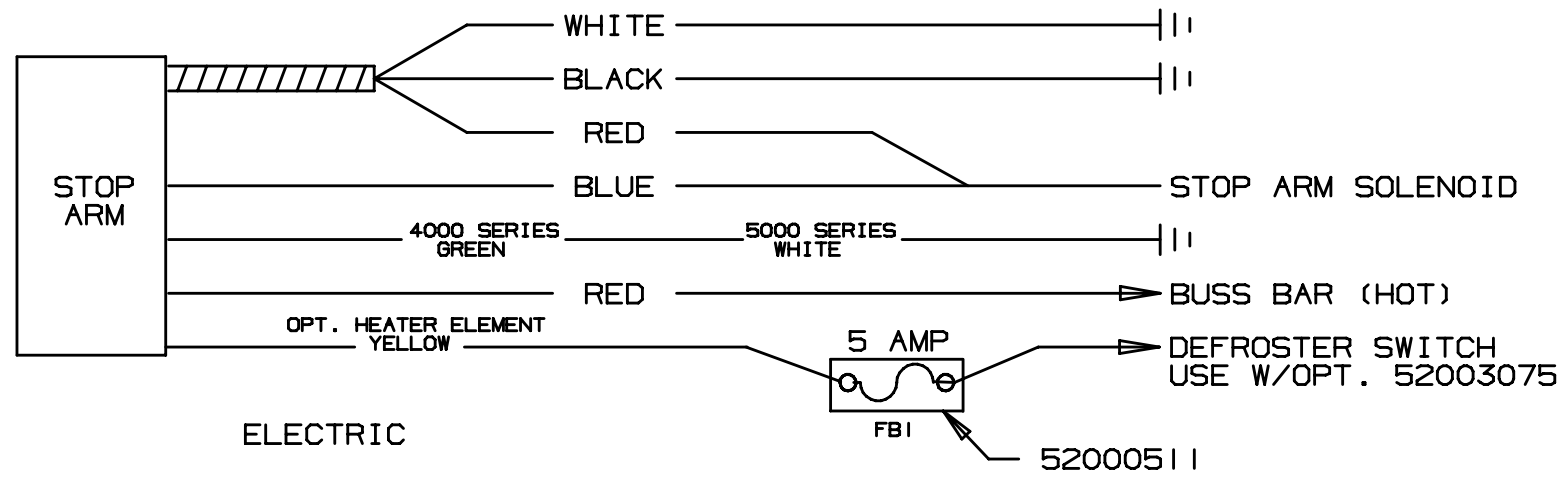 WHITE
BLACK
RED
STOP
ARM
BLUE
STOP ARM SOLENOID
4000 SERIES
GREEN
5000 SERIES
WHITE
RED
BUSS BAR (HOT)
OPT. HEATER ELEMENT
YELLOW
5 AMP
DEFROSTER SWITCH
USE W/OPT. 52003075
FB1
ELECTRIC
52000511